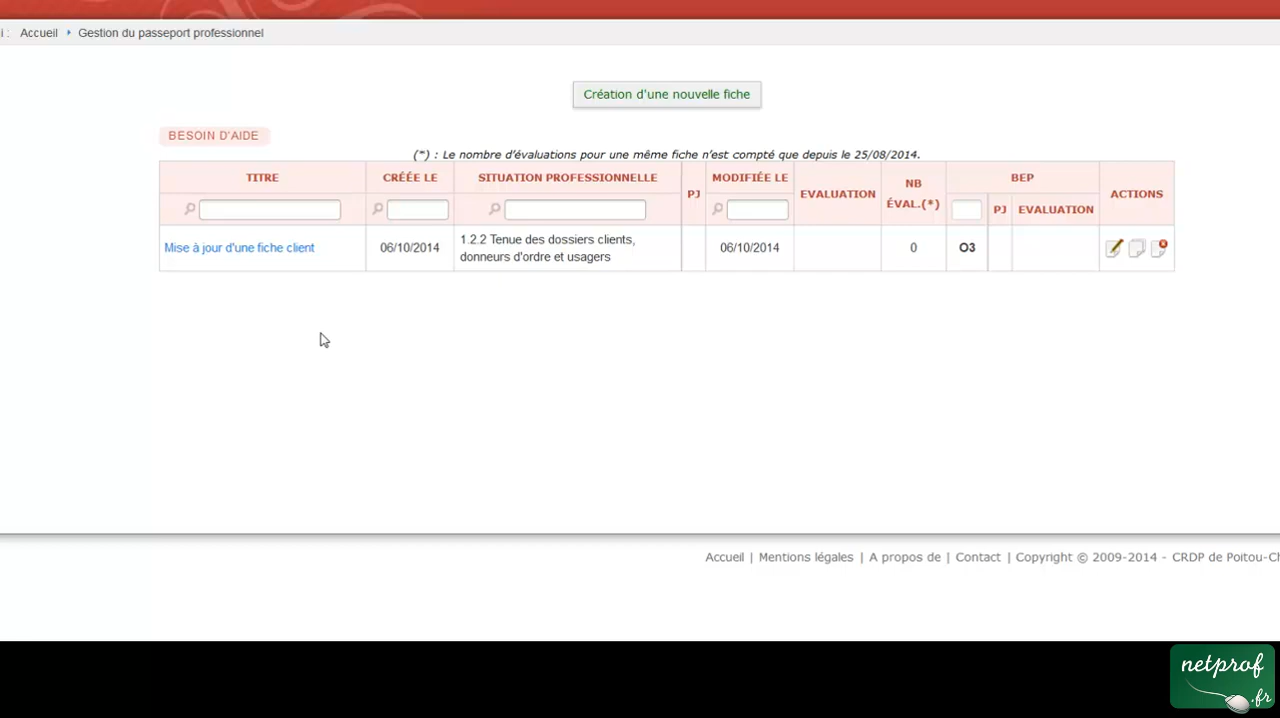 i : Accueil Gestion du passeport professionnel
Création d'une nouvelle fiche
BESOIN D'AIDE
(*) : Le nombre d'évaluations pour une même fiche n'est compté que depuis le 25/08/2014.
TITRE CRÉÉE LE SITUATION PROFESSIONNELLE PJ MODIFIÉE LE EVALUATION NB ÉVAL.(*) BEP PJ EVALUATION ACTIONS
Mise à jour d'une fiche client 06/10/2014 1.2.2 Tenue des dossiers clients, donneurs d'ordre et usagers 06/10/2014 0 O3
Accueil | Mentions légales | A propos de | Contact | Copyright © 2009-2014 - CRDP de Poitou-Ch
netprof
.fr